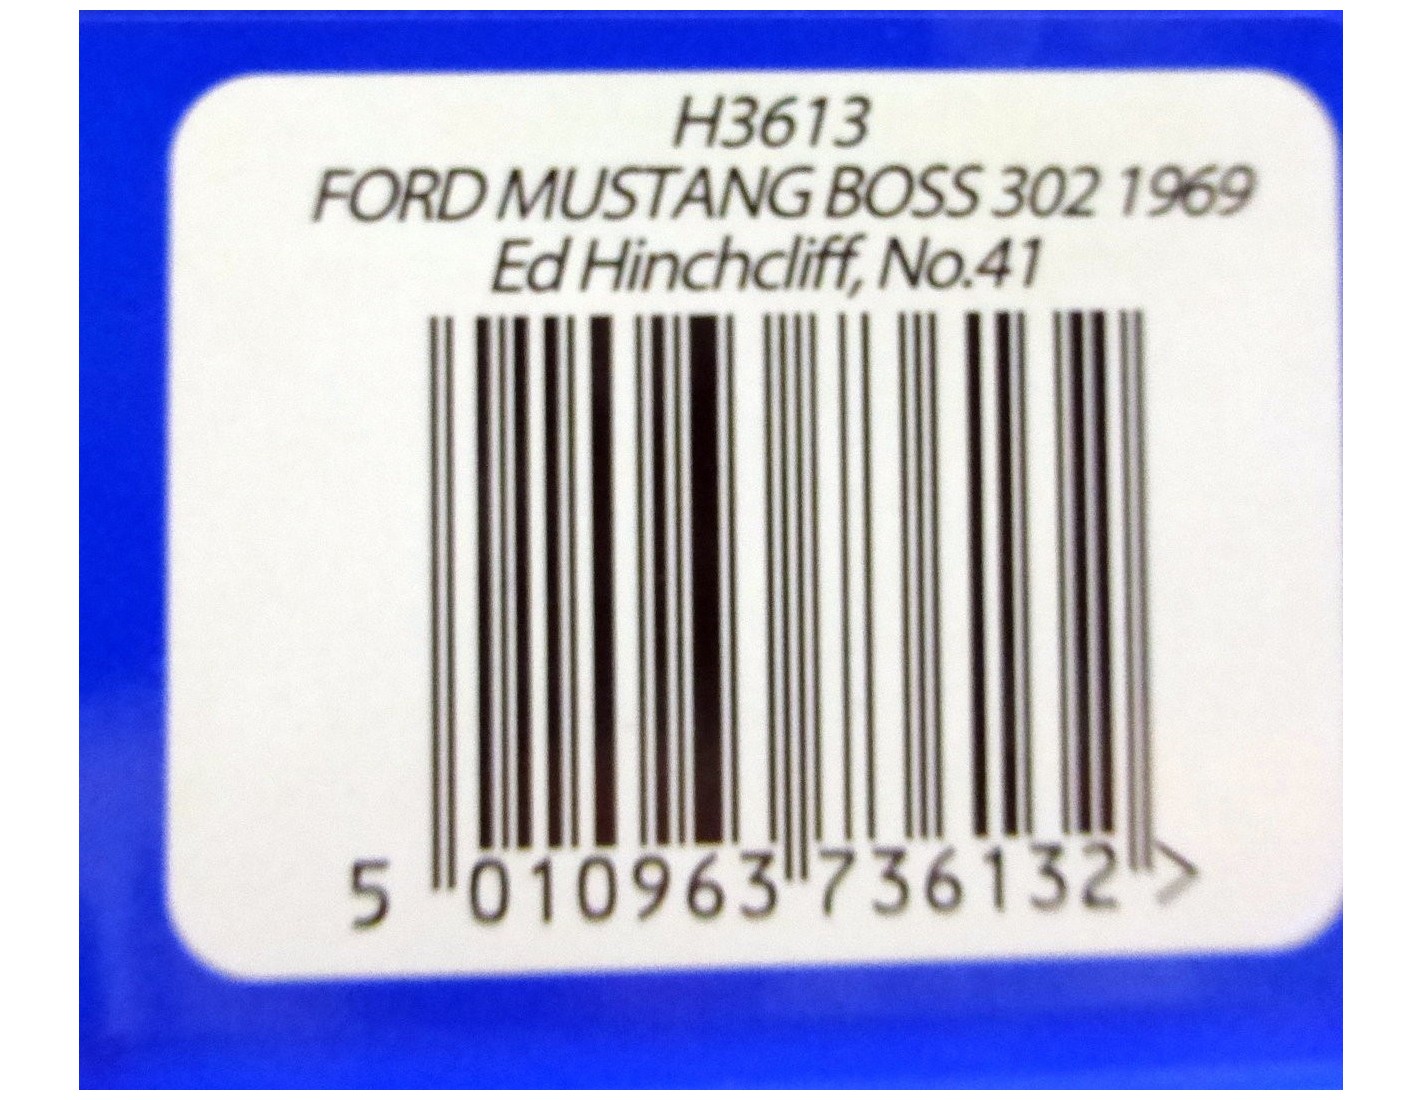 H3613
FORD MUSTANG BOSS 302 1969
Ed Hinchcliff, No.41
5 010963 736132 >